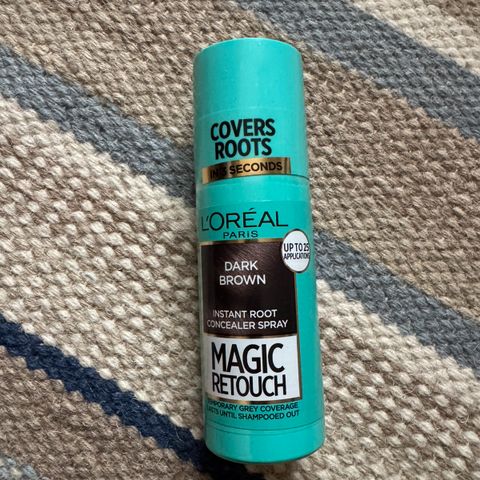 COVERS
ROOTS
IN 3 SECONDS
L'ORÉAL
PARIS
UP TO 25
APPLICATIONS
DARK
BROWN
INSTANT ROOT
CONCEALER SPRAY
MAGIC
RETOUCH
TEMPORARY GREY COVERAGE
LASTS UNTIL SHAMPOOED OUT